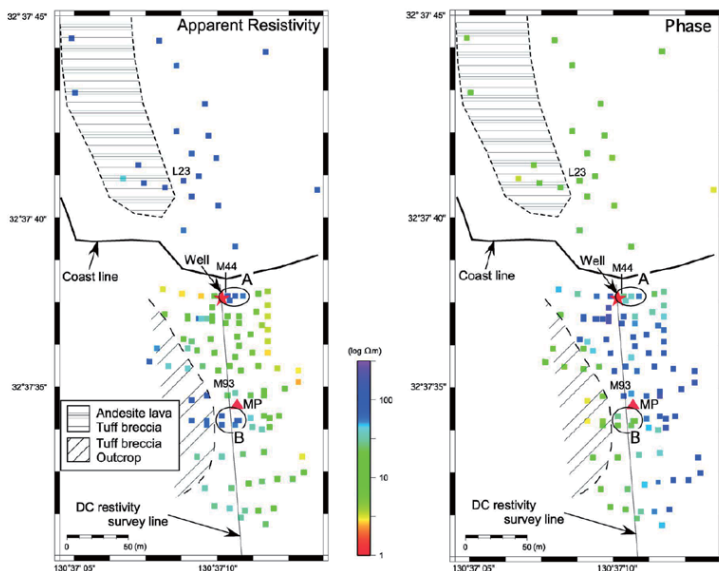 32° 37' 45"
Apparent Resistivity
L23
32°37' 40"
Coast line
Well
M44
A
(log Ωm)
100
10
1
32°37'35"
M93
MP
B
Andesite lava
Tuff breccia
Tuff breccia
Outcrop
DC restivity
survey line
0 50 (m)
130°37' 05" 130°37'10"
32° 37' 45"
Phase
L23
32°37' 40"
Coast line
Well
M44
A
32°37'35"
M93
MP
B
DC restivity
survey line
0 50 (m)
130°37' 05" 130°37'10"